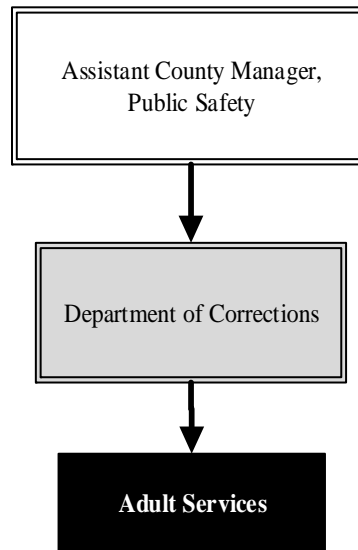 Assistant County Manager,
Public Safety
Department of Corrections
Adult Services